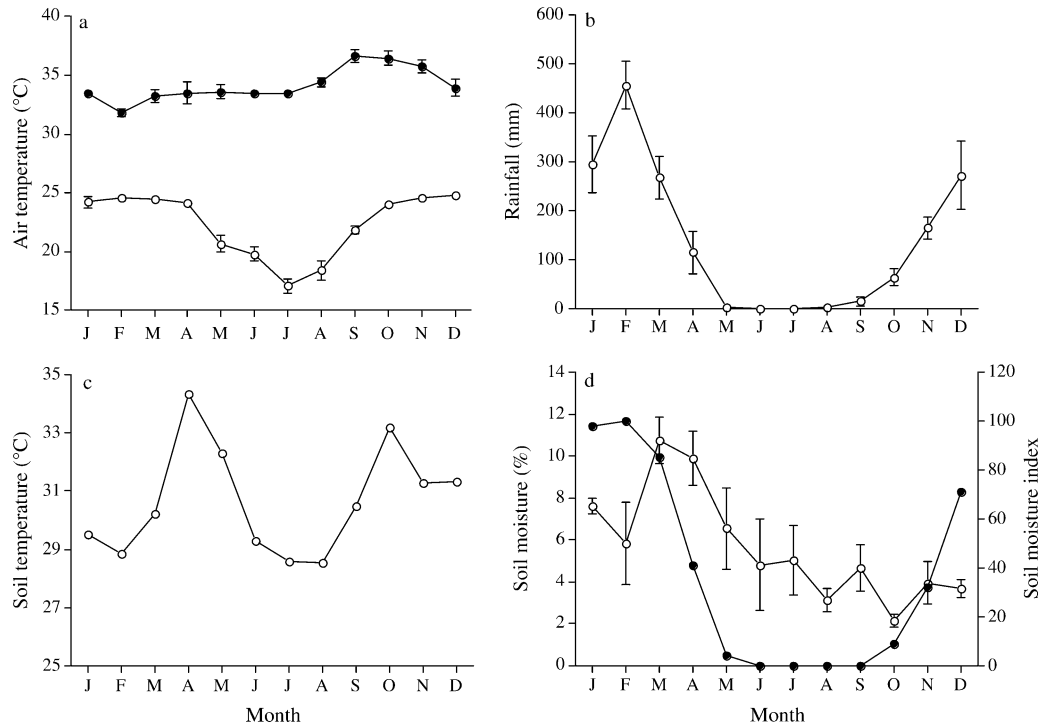 a
40
35
30
25
20
15
Air temperature (°C)
J F M A M J J A S O N D
b
600
500
400
300
200
100
0
Rainfall (mm)
J F M A M J J A S O N D
c
35
33
31
29
27
25
Soil temperature (°C)
J F M A M J J A S O N D
Month
d
14
12
10
8
6
4
2
0
Soil moisture (%)
120
100
80
60
40
20
0
Soil moisture index
J F M A M J J A S O N D
Month